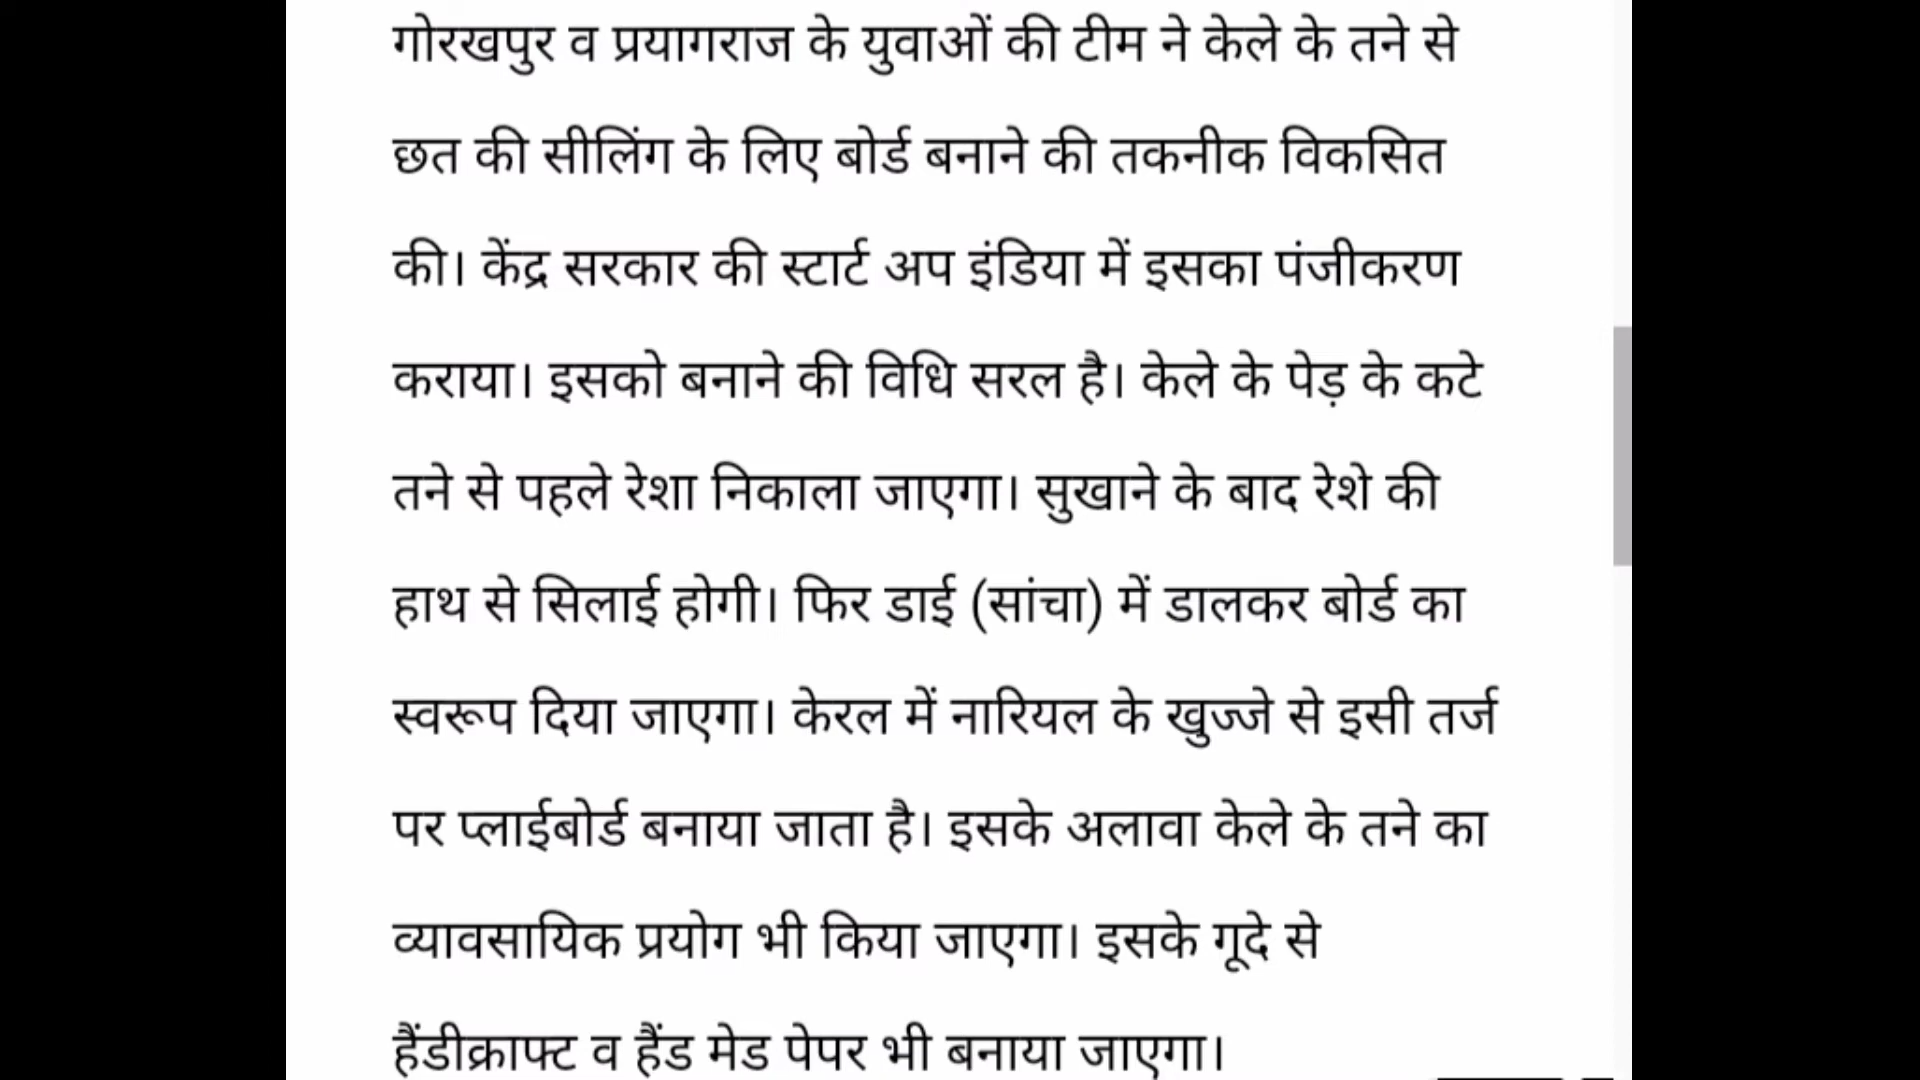 गोरखपुर व प्रयागराज के युवाओं की टीम ने केले के तने से
छत की सीलिंग के लिए बोर्ड बनाने की तकनीक विकसित
की। केंद्र सरकार की स्टार्ट अप इंडिया में इसका पंजीकरण
कराया। इसको बनाने की विधि सरल है। केले के पेड़ के कटे
तने से पहले रेशा निकाला जाएगा। सुखाने के बाद रेशे की
हाथ से सिलाई होगी। फिर डाई (सांचा) में डालकर बोर्ड का
स्वरूप दिया जाएगा। केरल में नारियल के खुज्जे से इसी तर्ज
पर प्लाईबोर्ड बनाया जाता है। इसके अलावा केले के तने का
व्यावसायिक प्रयोग भी किया जाएगा। इसके गूदे से
हैंडीक्राफ्ट व हैंड मेड पेपर भी बनाया जाएगा।